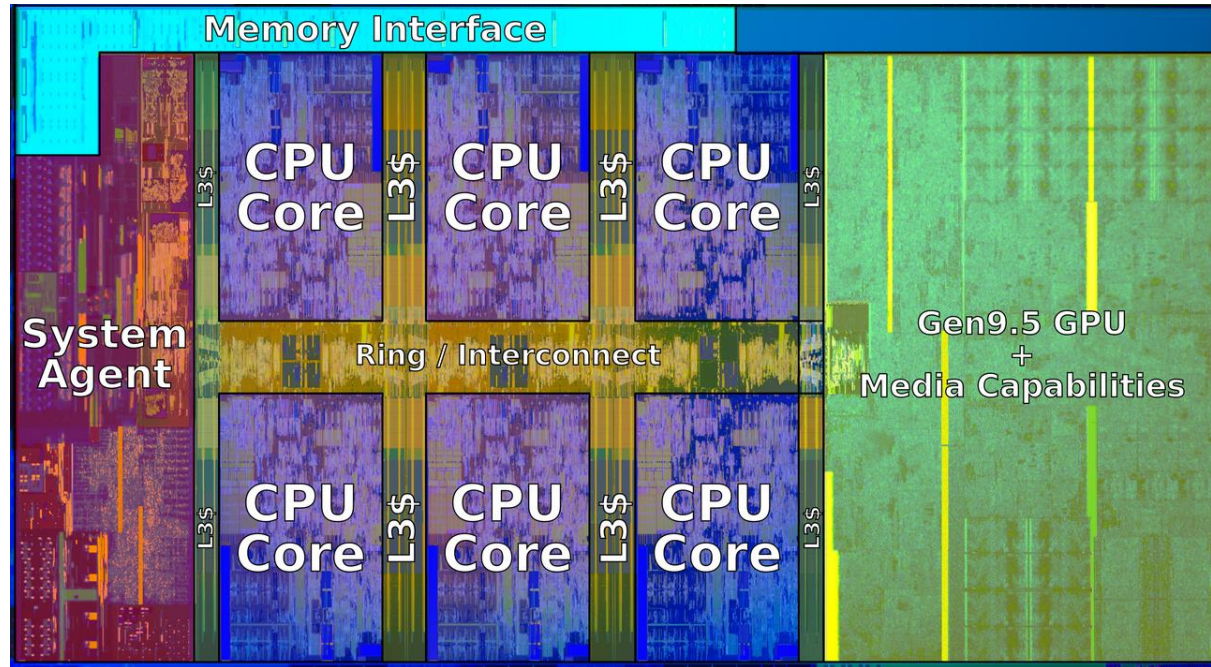 Memory Interface
CPU
Core
CPU
Core
CPU
Core
L3$
L3$
L3$
L3$
System
Agent
Ring / Interconnect
Gen9.5 GPU
+
Media Capabilities
CPU
Core
CPU
Core
CPU
Core
L3$
L3$
L3$
L3$